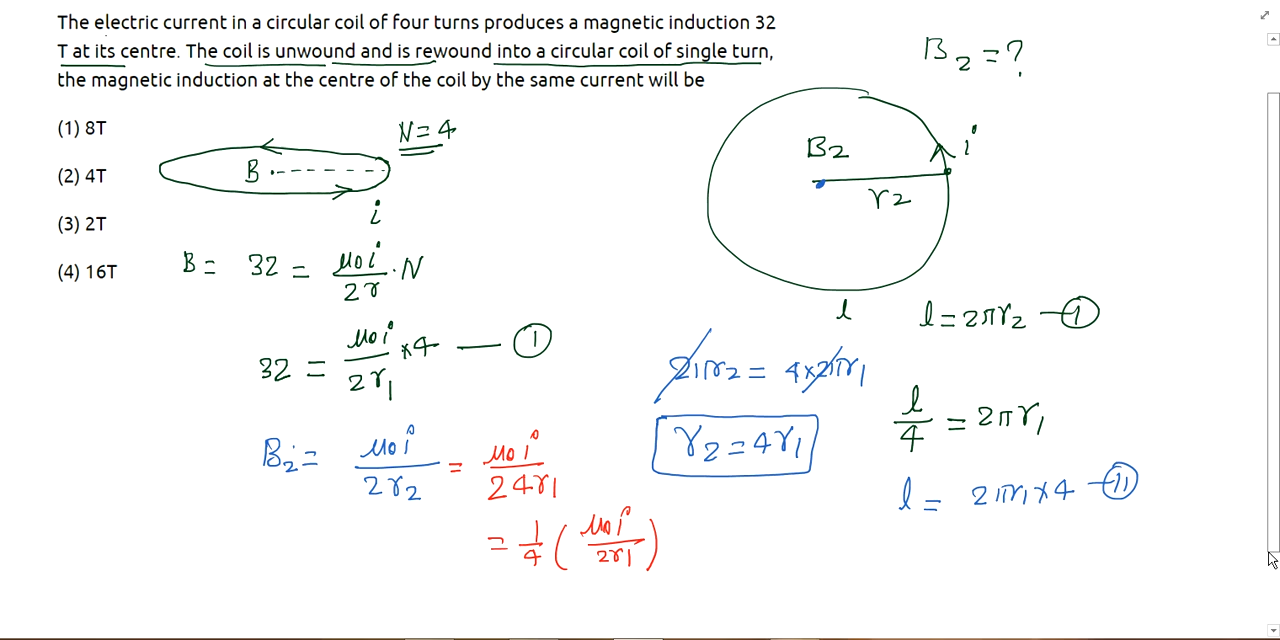 The electric current in a circular coil of four turns produces a magnetic induction 32
T at its centre. The coil is unwound and is rewound into a circular coil of single turn,
the magnetic induction at the centre of the coil by the same current will be
B₂ = ?
(1) 8T
(2) 4T
(3) 2T
(4) 16T
N = 4
B
i
B = 32 = μ₀i/2r · N
32 = μ₀i/2r₁ × 4 — ①
B₂ = μ₀i/2r₂ = μ₀i/2 4r₁
= 1/4 (μ₀i/2r₁)
B₂
i
r₂
l
l = 2πr₂ — ①
2πr₂ = 4 × 2πr₁
r₂ = 4r₁
l/4 = 2πr₁
l = 2πr₁ × 4 — ⑪